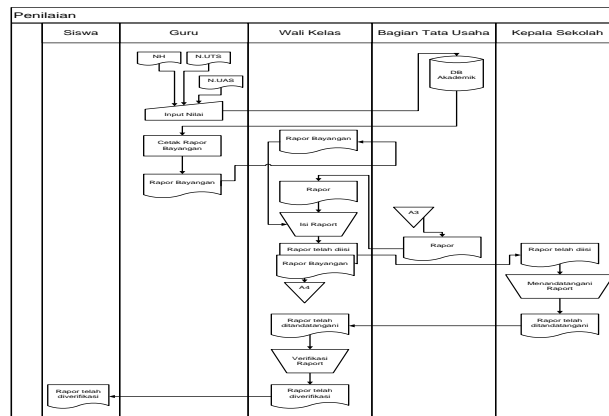 Penilaian
Siswa
Guru
Wali Kelas
Bagian Tata Usaha
Kepala Sekolah
NH
N.UTS
N.UAS
Input Nilai
DB
Akademik
Cetak Rapor
Bayangan
Rapor Bayangan
Rapor Bayangan
Rapor
Isi Raport
A3
Rapor
Rapor telah diisi
Rapor Bayangan
A4
Rapor telah diisi
Menandatangani
Raport
Rapor telah
ditandatangani
Rapor telah
ditandatangani
Verifikasi
Raport
Rapor telah
diverifikasi
Rapor telah
diverifikasi